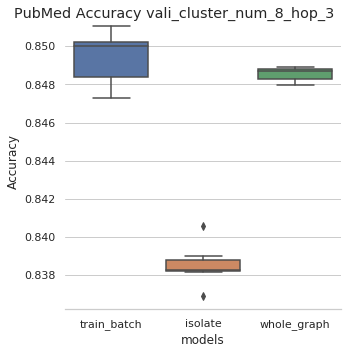 PubMed Accuracy vali_cluster_num_8_hop_3
0.850
0.848
0.846
0.844
0.842
0.840
0.838
Accuracy
train_batch isolate whole_graph
models